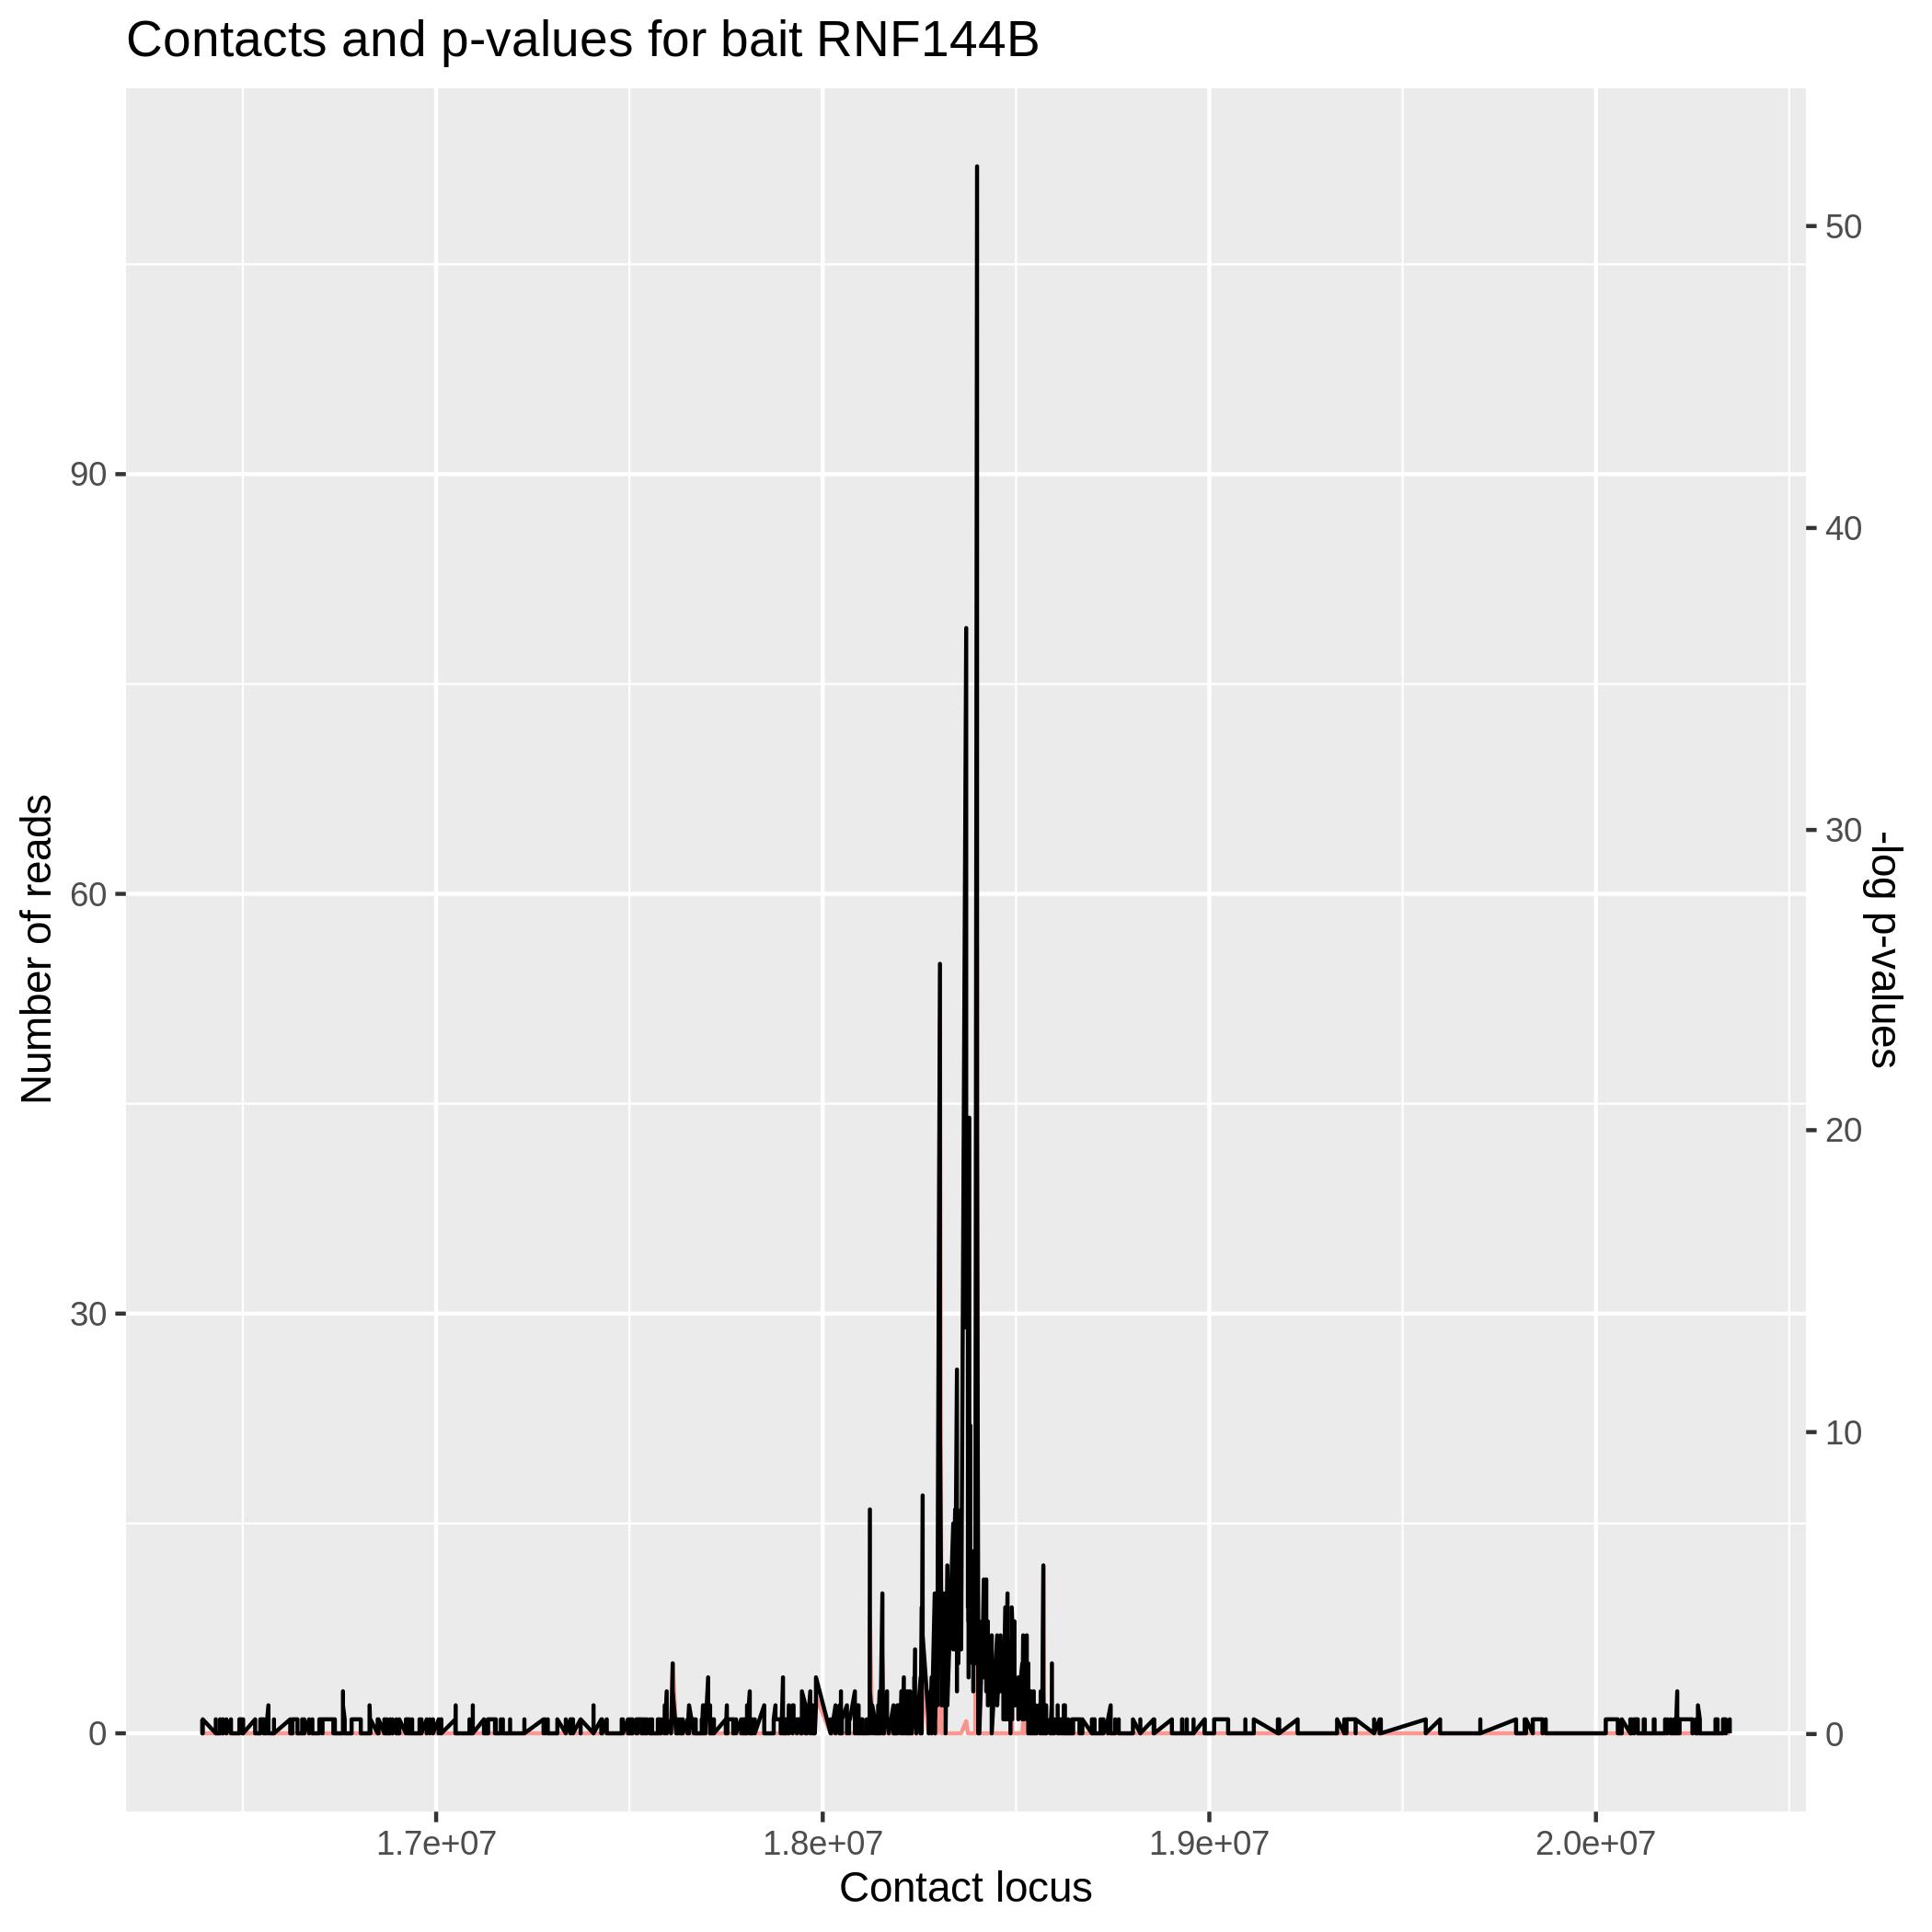 Contacts and p-values for bait RNF144B
Number of reads
90
60
30
0
50
40
30
20
10
0
-log p-values
1.7e+07
1.8e+07
1.9e+07
2.0e+07
Contact locus